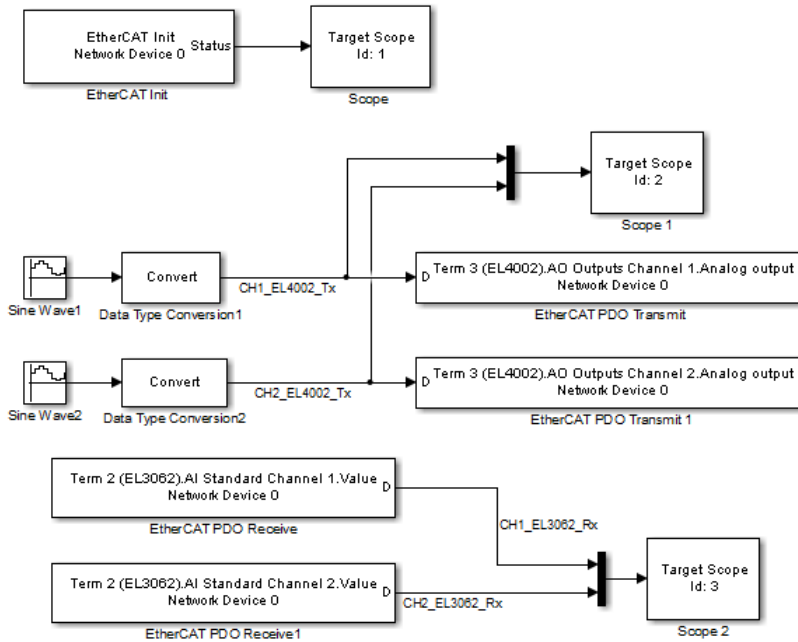 EtherCAT Init
Network Device 0
Status
EtherCAT Init
Target Scope
Id: 1
Scope
Target Scope
Id: 2
Scope 1
Sine Wave1
Convert
Data Type Conversion1
CH1_EL4002_Tx
D
Term 3 (EL4002).AO Outputs Channel 1.Analog output
Network Device 0
EtherCAT PDO Transmit
Sine Wave2
Convert
Data Type Conversion2
CH2_EL4002_Tx
D
Term 3 (EL4002).AO Outputs Channel 2.Analog output
Network Device 0
EtherCAT PDO Transmit 1
Term 2 (EL3062).AI Standard Channel 1.Value
Network Device 0
D
EtherCAT PDO Receive
CH1_EL3062_Rx
Term 2 (EL3062).AI Standard Channel 2.Value
Network Device 0
D
EtherCAT PDO Receive1
CH2_EL3062_Rx
Target Scope
Id: 3
Scope 2